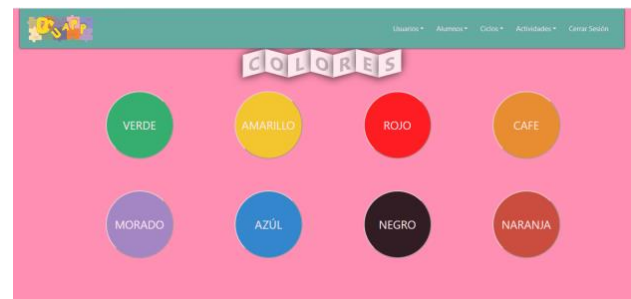 Usuarios Alumnos Ciclos Actividades Cerrar Sesión
COLORES
VERDE AMARILLO ROJO CAFE
MORADO AZÚL NEGRO NARANJA